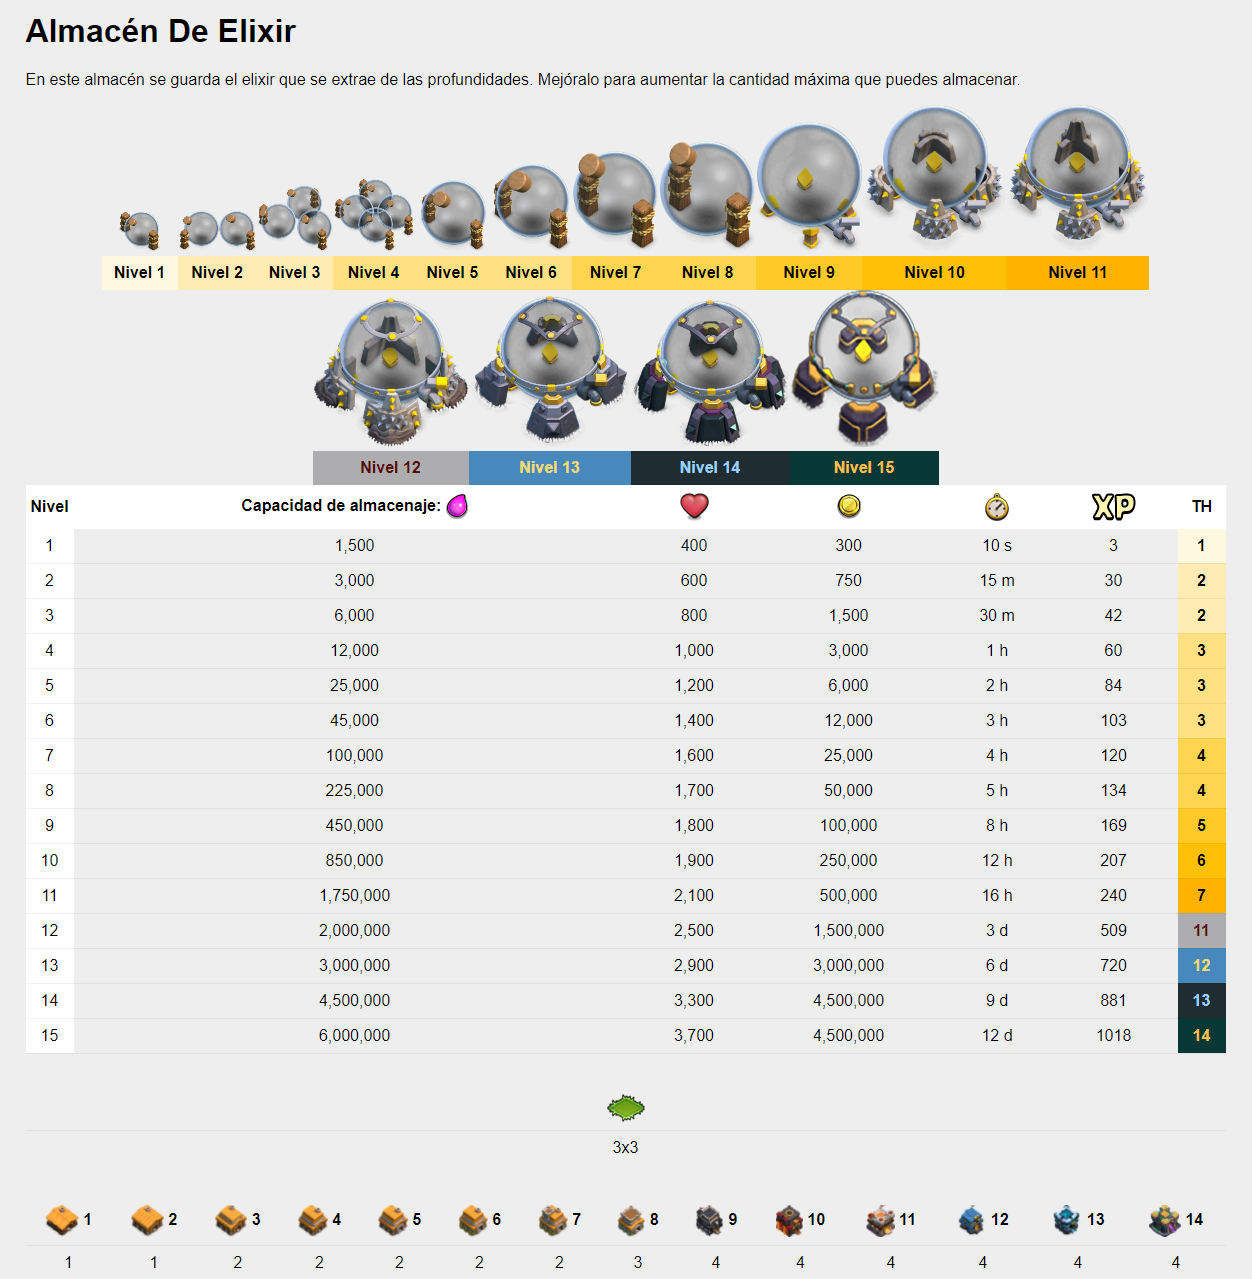 Almacén De Elixir
En este almacén se guarda el elixir que se extrae de las profundidades. Mejóralo para aumentar la cantidad máxima que puedes almacenar.
Nivel 1 Nivel 2 Nivel 3 Nivel 4 Nivel 5 Nivel 6 Nivel 7 Nivel 8 Nivel 9 Nivel 10 Nivel 11
Nivel 12 Nivel 13 Nivel 14 Nivel 15
Nivel Capacidad de almacenaje: XP TH
1 1,500 400 300 10 s 3 1
2 3,000 600 750 15 m 30 2
3 6,000 800 1,500 30 m 42 2
4 12,000 1,000 3,000 1 h 60 3
5 25,000 1,200 6,000 2 h 84 3
6 45,000 1,400 12,000 3 h 103 3
7 100,000 1,600 25,000 4 h 120 4
8 225,000 1,700 50,000 5 h 134 4
9 450,000 1,800 100,000 8 h 169 5
10 850,000 1,900 250,000 12 h 207 6
11 1,750,000 2,100 500,000 16 h 240 7
12 2,000,000 2,500 1,500,000 3 d 509 11
13 3,000,000 2,900 3,000,000 6 d 720 12
14 4,500,000 3,300 4,500,000 9 d 881 13
15 6,000,000 3,700 4,500,000 12 d 1018 14
3x3
1 2 3 4 5 6 7 8 9 10 11 12 13 14
1 1 2 2 2 2 2 3 4 4 4 4 4 4